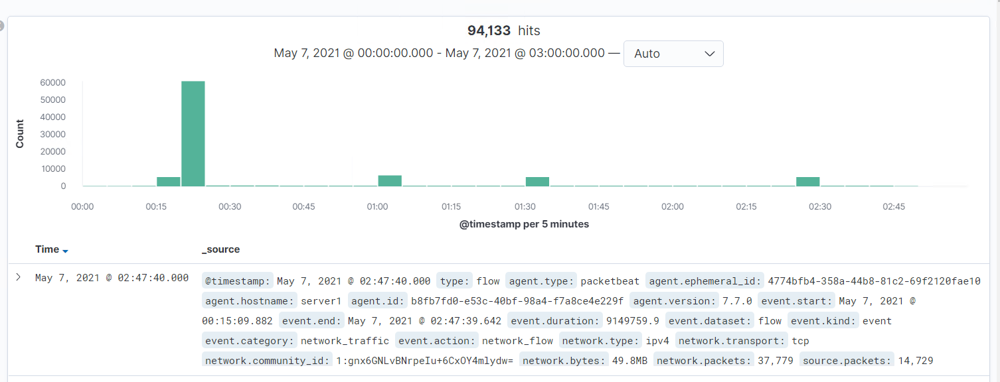 94,133 hits
May 7, 2021 @ 00:00:00.000 - May 7, 2021 @ 03:00:00.000 — Auto
60000
50000
40000
30000
20000
10000
0
Count
00:00 00:15 00:30 00:45 01:00 01:15 01:30 01:45 02:00 02:15 02:30 02:45
@timestamp per 5 minutes
Time _source
May 7, 2021 @ 02:47:40.000 @timestamp: May 7, 2021 @ 02:47:40.000 type: flow agent.type: packetbeat agent.ephemeral_id: 4774bfb4-358a-44b8-81c2-69f2120fae10
agent.hostname: server1 agent.id: b8fb7fd0-e53c-40bf-98a4-f7a8ce4e229f agent.version: 7.7.0 event.start: May 7, 2021 @
00:15:09.882 event.end: May 7, 2021 @ 02:47:39.642 event.duration: 9149759.9 event.dataset: flow event.kind: event
event.category: network_traffic event.action: network_flow network.type: ipv4 network.transport: tcp
network.community_id: 1:gnx6GNLvBNrpeIu+6CxOY4mlydw= network.bytes: 49.8MB network.packets: 37,779 source.packets: 14,729